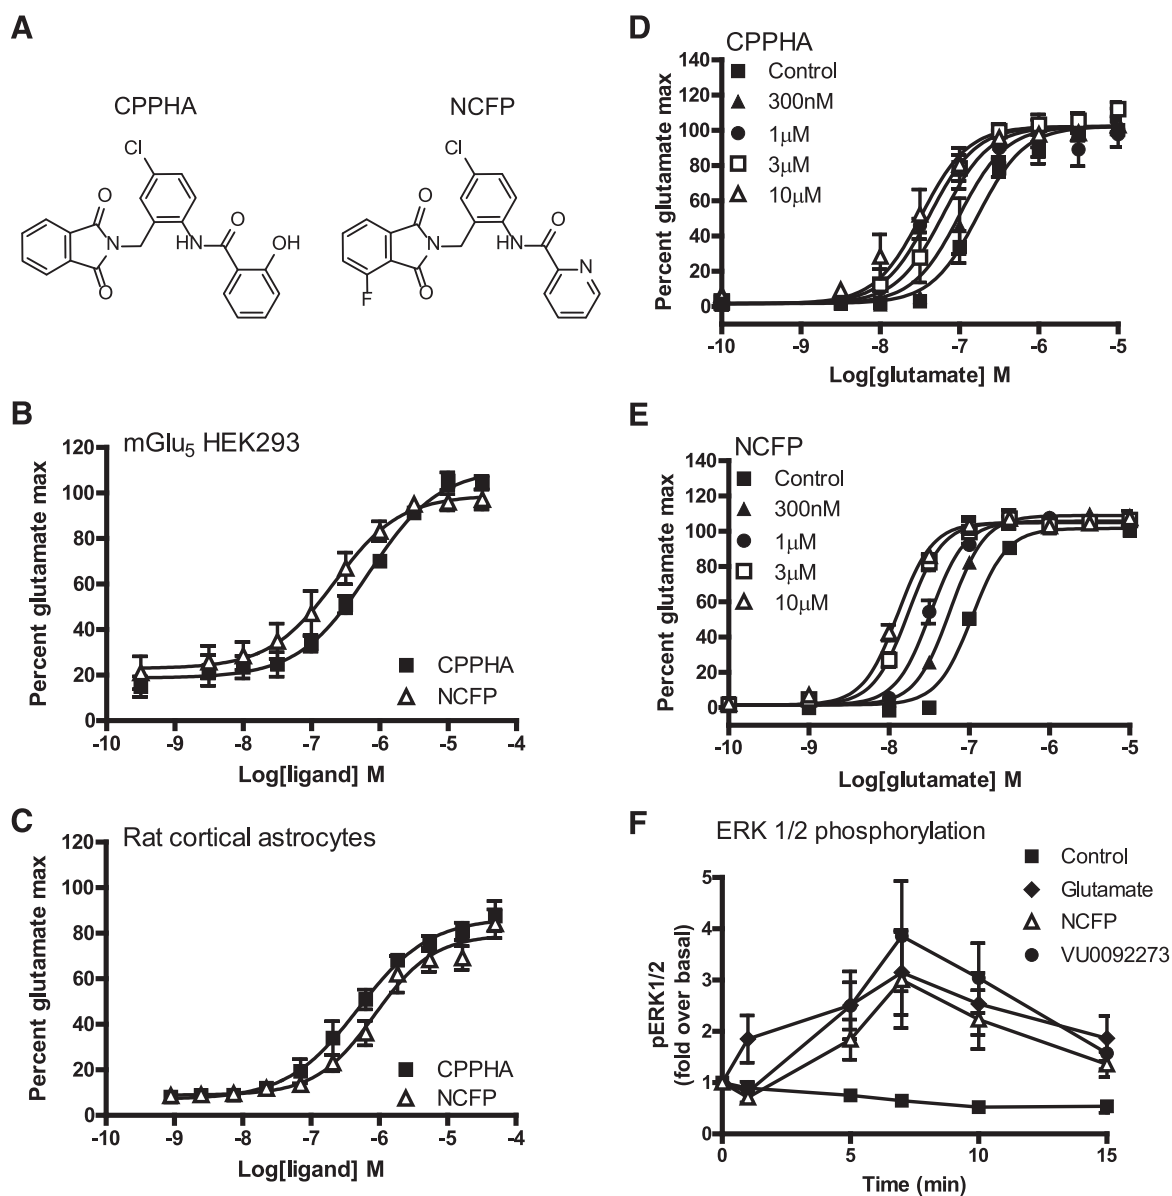 A
CPPHA
NCFP
Cl
O
N
O
HN
O
OH
Cl
O
N
O
F
HN
O
N
B
mGlu5 HEK293
Percent glutamate max
120
100
80
60
40
20
0
-10 -9 -8 -7 -6 -5 -4
Log[ligand] M
CPPHA
NCFP
C
Rat cortical astrocytes
Percent glutamate max
120
100
80
60
40
20
0
-10 -9 -8 -7 -6 -5 -4
Log[ligand] M
CPPHA
NCFP
D
CPPHA
Control
300nM
1µM
3µM
10µM
Percent glutamate max
140
120
100
80
60
40
20
0
-10 -9 -8 -7 -6 -5
Log[glutamate] M
E
NCFP
Control
300nM
1µM
3µM
10µM
Percent glutamate max
140
120
100
80
60
40
20
0
-10 -9 -8 -7 -6 -5
Log[glutamate] M
F
ERK 1/2 phosphorylation
Control
Glutamate
NCFP
VU0092273
pERK1/2
(fold over basal)
5
4
3
2
1
0
0 5 10 15
Time (min)